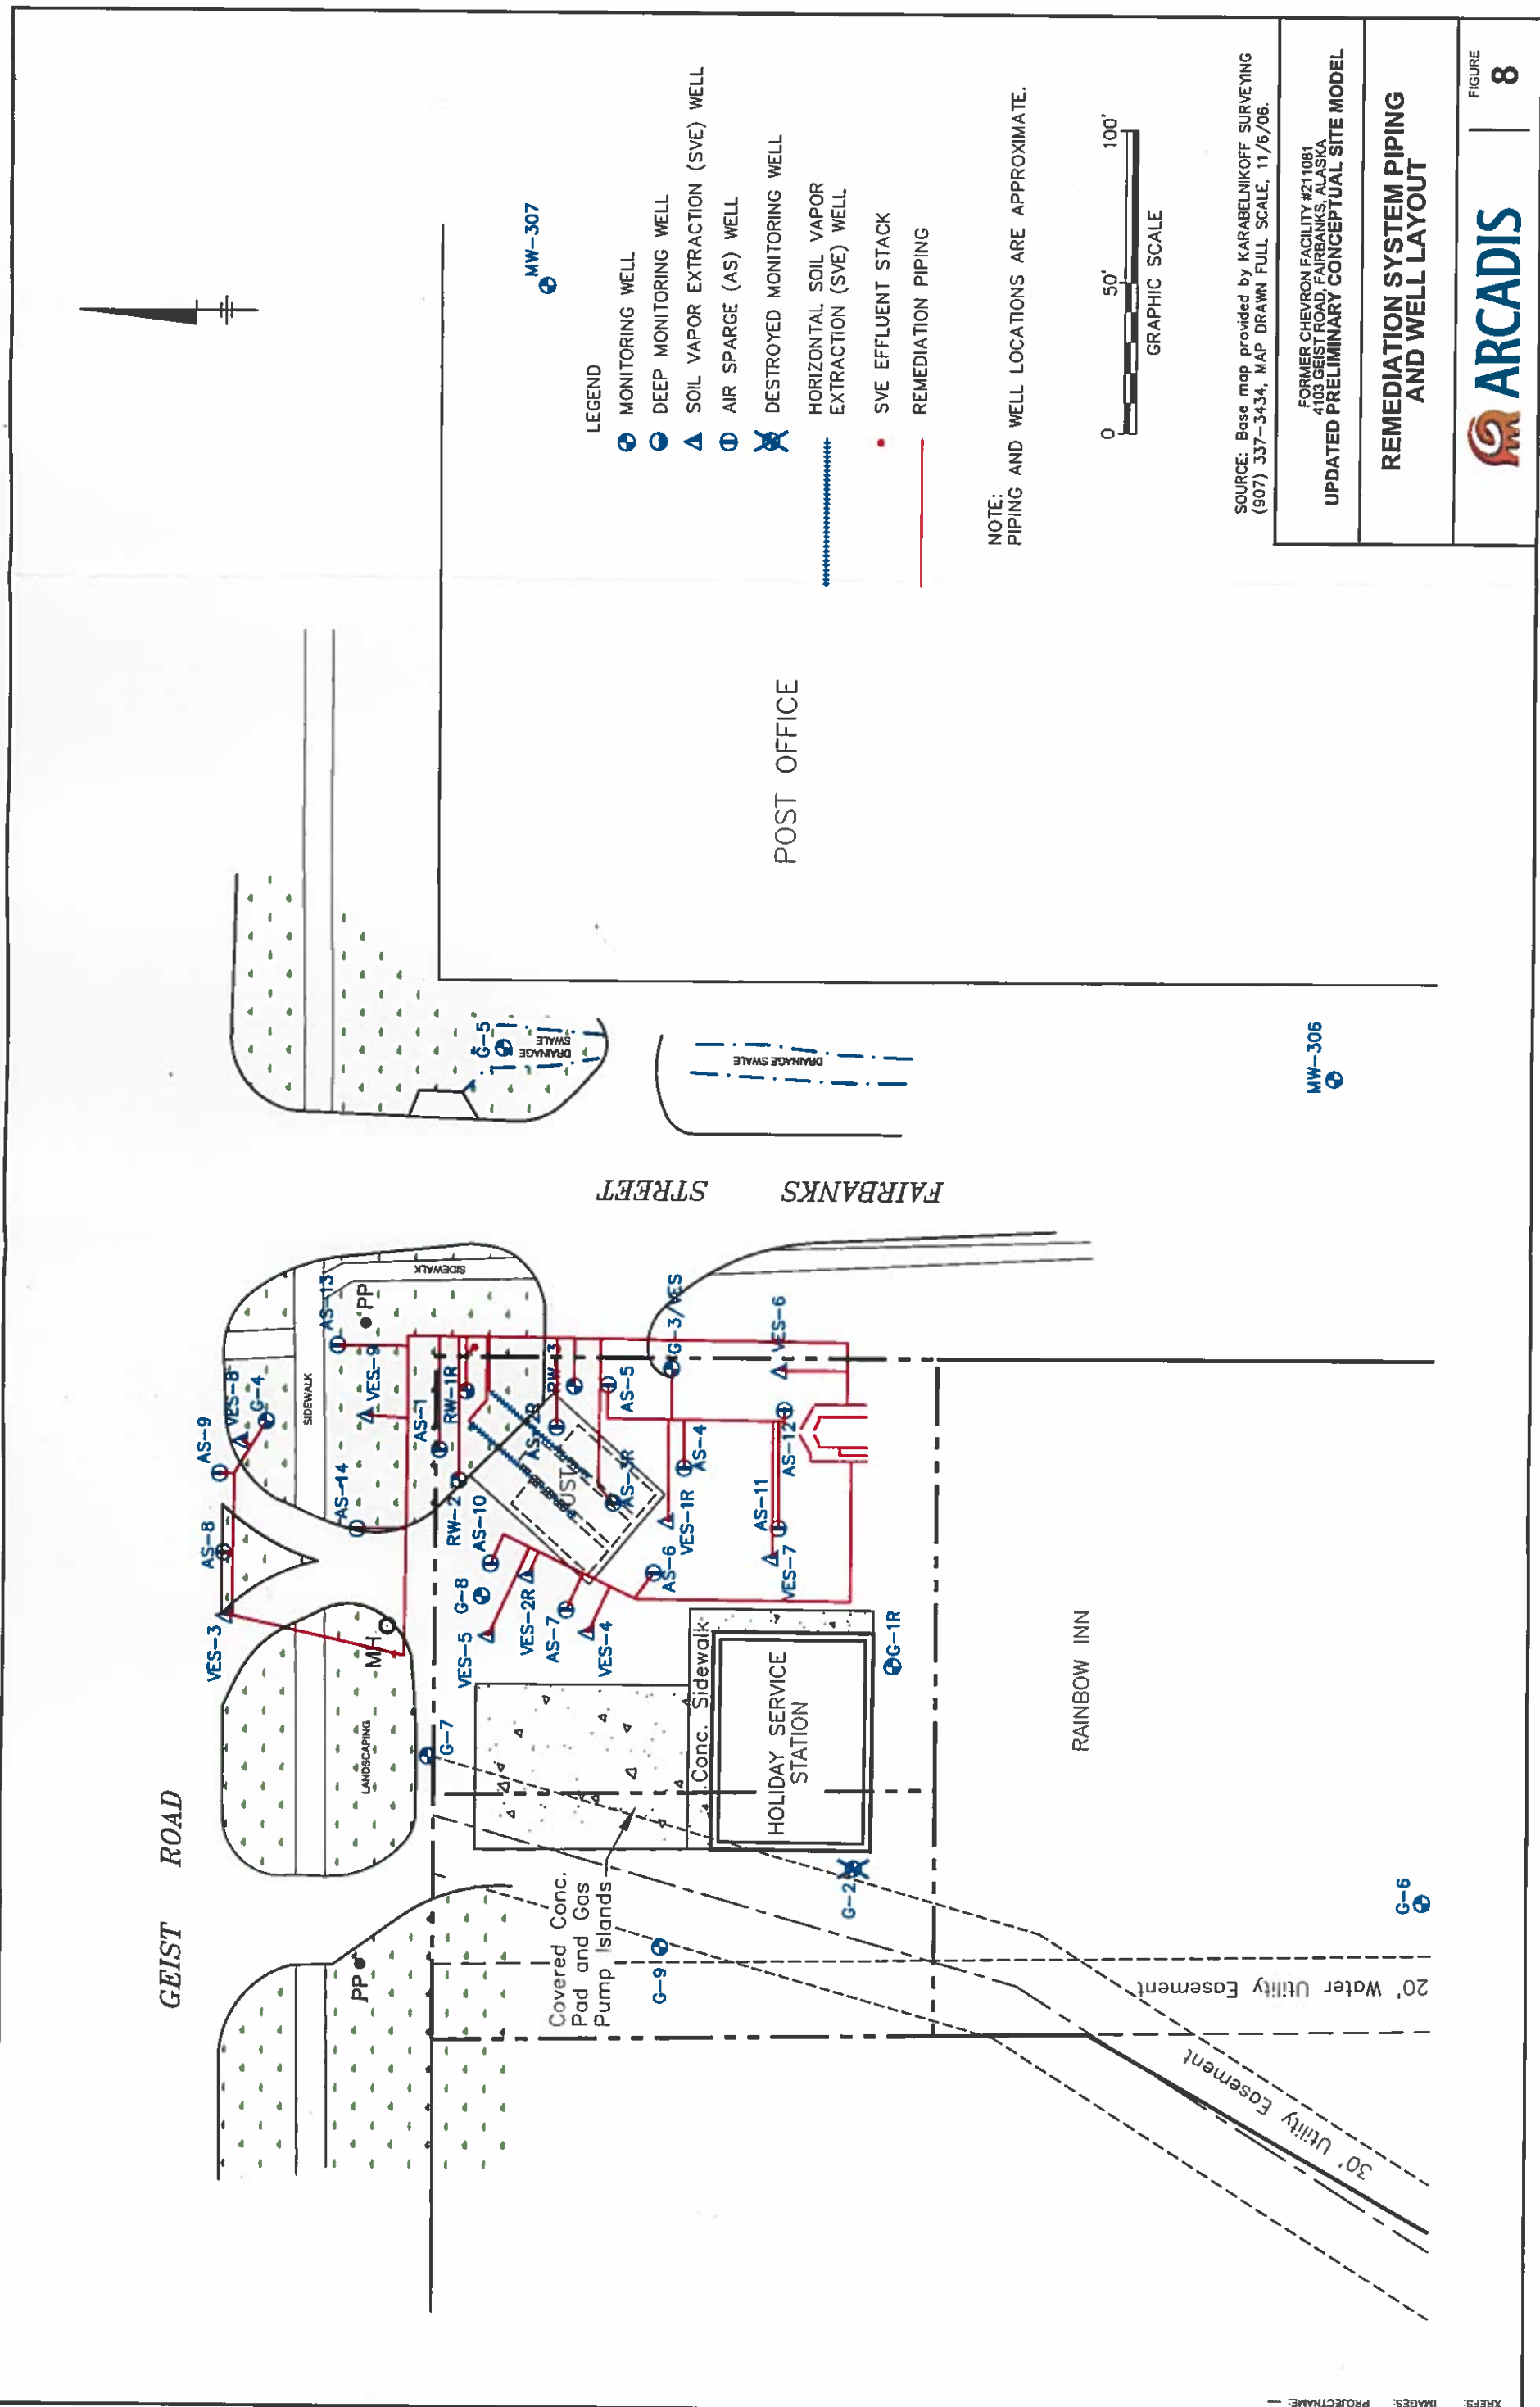 GEIST ROAD
PP
LANDSCAPING
MH
VES-3
AS-8
AS-9
VES-8
G-4
SIDEWALK
AS-14
VES-9
AS-13
PP
SIDEWALK
G-7
AS-1
RW-1R
RW-2
AS-10
G-8
VES-5
VES-2R
AS-7
VES-4
UST
AS-3R
AS-5
G-3/VES
AS-6
VES-1R
AS-4
VES-6
AS-11
AS-12
VES-7
G-1R
Covered Conc.
Pad and Gas
Pump Islands
Conc. Sidewalk
HOLIDAY SERVICE
STATION
G-9
G-2
RAINBOW INN
G-6
20' Water Utility Easement
30' Utility Easement
FAIRBANKS STREET
G-5
DRAINAGE
SWALE
DRAINAGE SWALE
MW-306
POST OFFICE
MW-307
LEGEND
MONITORING WELL
DEEP MONITORING WELL
SOIL VAPOR EXTRACTION (SVE) WELL
AIR SPARGE (AS) WELL
DESTROYED MONITORING WELL
HORIZONTAL SOIL VAPOR
EXTRACTION (SVE) WELL
SVE EFFLUENT STACK
REMEDIATION PIPING
NOTE:
PIPING AND WELL LOCATIONS ARE APPROXIMATE.
0 50' 100'
GRAPHIC SCALE
SOURCE: Base map provided by KARABELNIKOFF SURVEYING
(907) 337-3434, MAP DRAWN FULL SCALE, 11/6/06.
FORMER CHEVRON FACILITY #211081
4103 GEIST ROAD, FAIRBANKS, ALASKA
UPDATED PRELIMINARY CONCEPTUAL SITE MODEL
REMEDIATION SYSTEM PIPING
AND WELL LAYOUT
ARCADIS
FIGURE
8
XREFS: IMAGES: PROJECTNAME: —